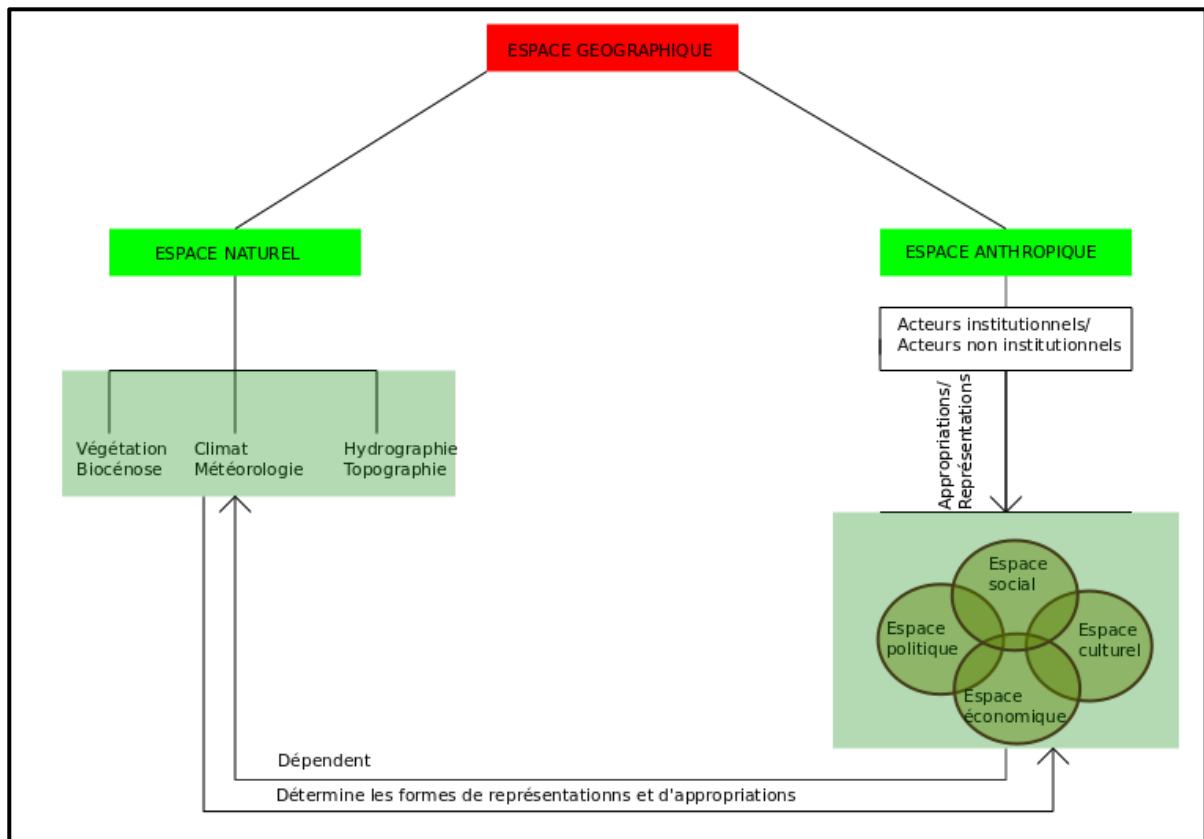 ESPACE GEOGRAPHIQUE
ESPACE NATUREL
ESPACE ANTHROPIQUE
Acteurs institutionnels/
Acteurs non institutionnels
Appropriations/
Représentations
Végétation
Biocénose
Climat
Météorologie
Hydrographie
Topographie
Espace
social
Espace
politique
Espace
culturel
Espace
économique
Dépendent
Détermine les formes de représentationns et d'appropriations